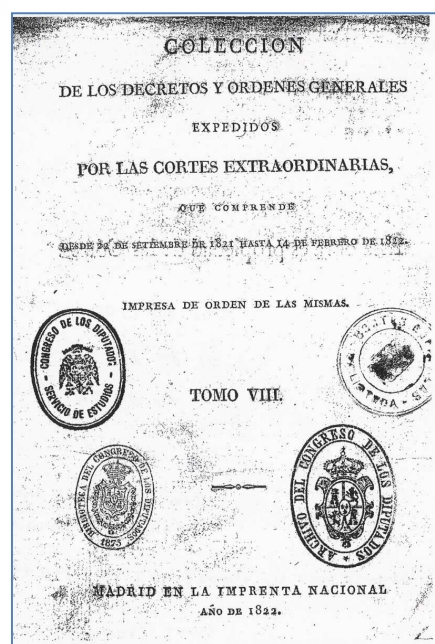 COLECCION
DE LOS DECRETOS Y ORDENES GENERALES
EXPEDIDOS
POR LAS CORTES EXTRAORDINARIAS,
QUE COMPRENDE
DESDE 22 DE SETIEMBRE DE 1821 HASTA 14 DE FEBRERO DE 1822.
IMPRESA DE ORDEN DE LAS MISMAS.
CONGRESO DE LOS DIPUTADOS
SERVICIO DE ESTUDIOS
TOMO VIII.
BIBLIOTECA DEL CONGRESO DE LOS DIPUTADOS
1875
ARCHIVO DEL CONGRESO DE LOS DIPUTADOS
MADRID EN LA IMPRENTA NACIONAL
AÑO DE 1822.